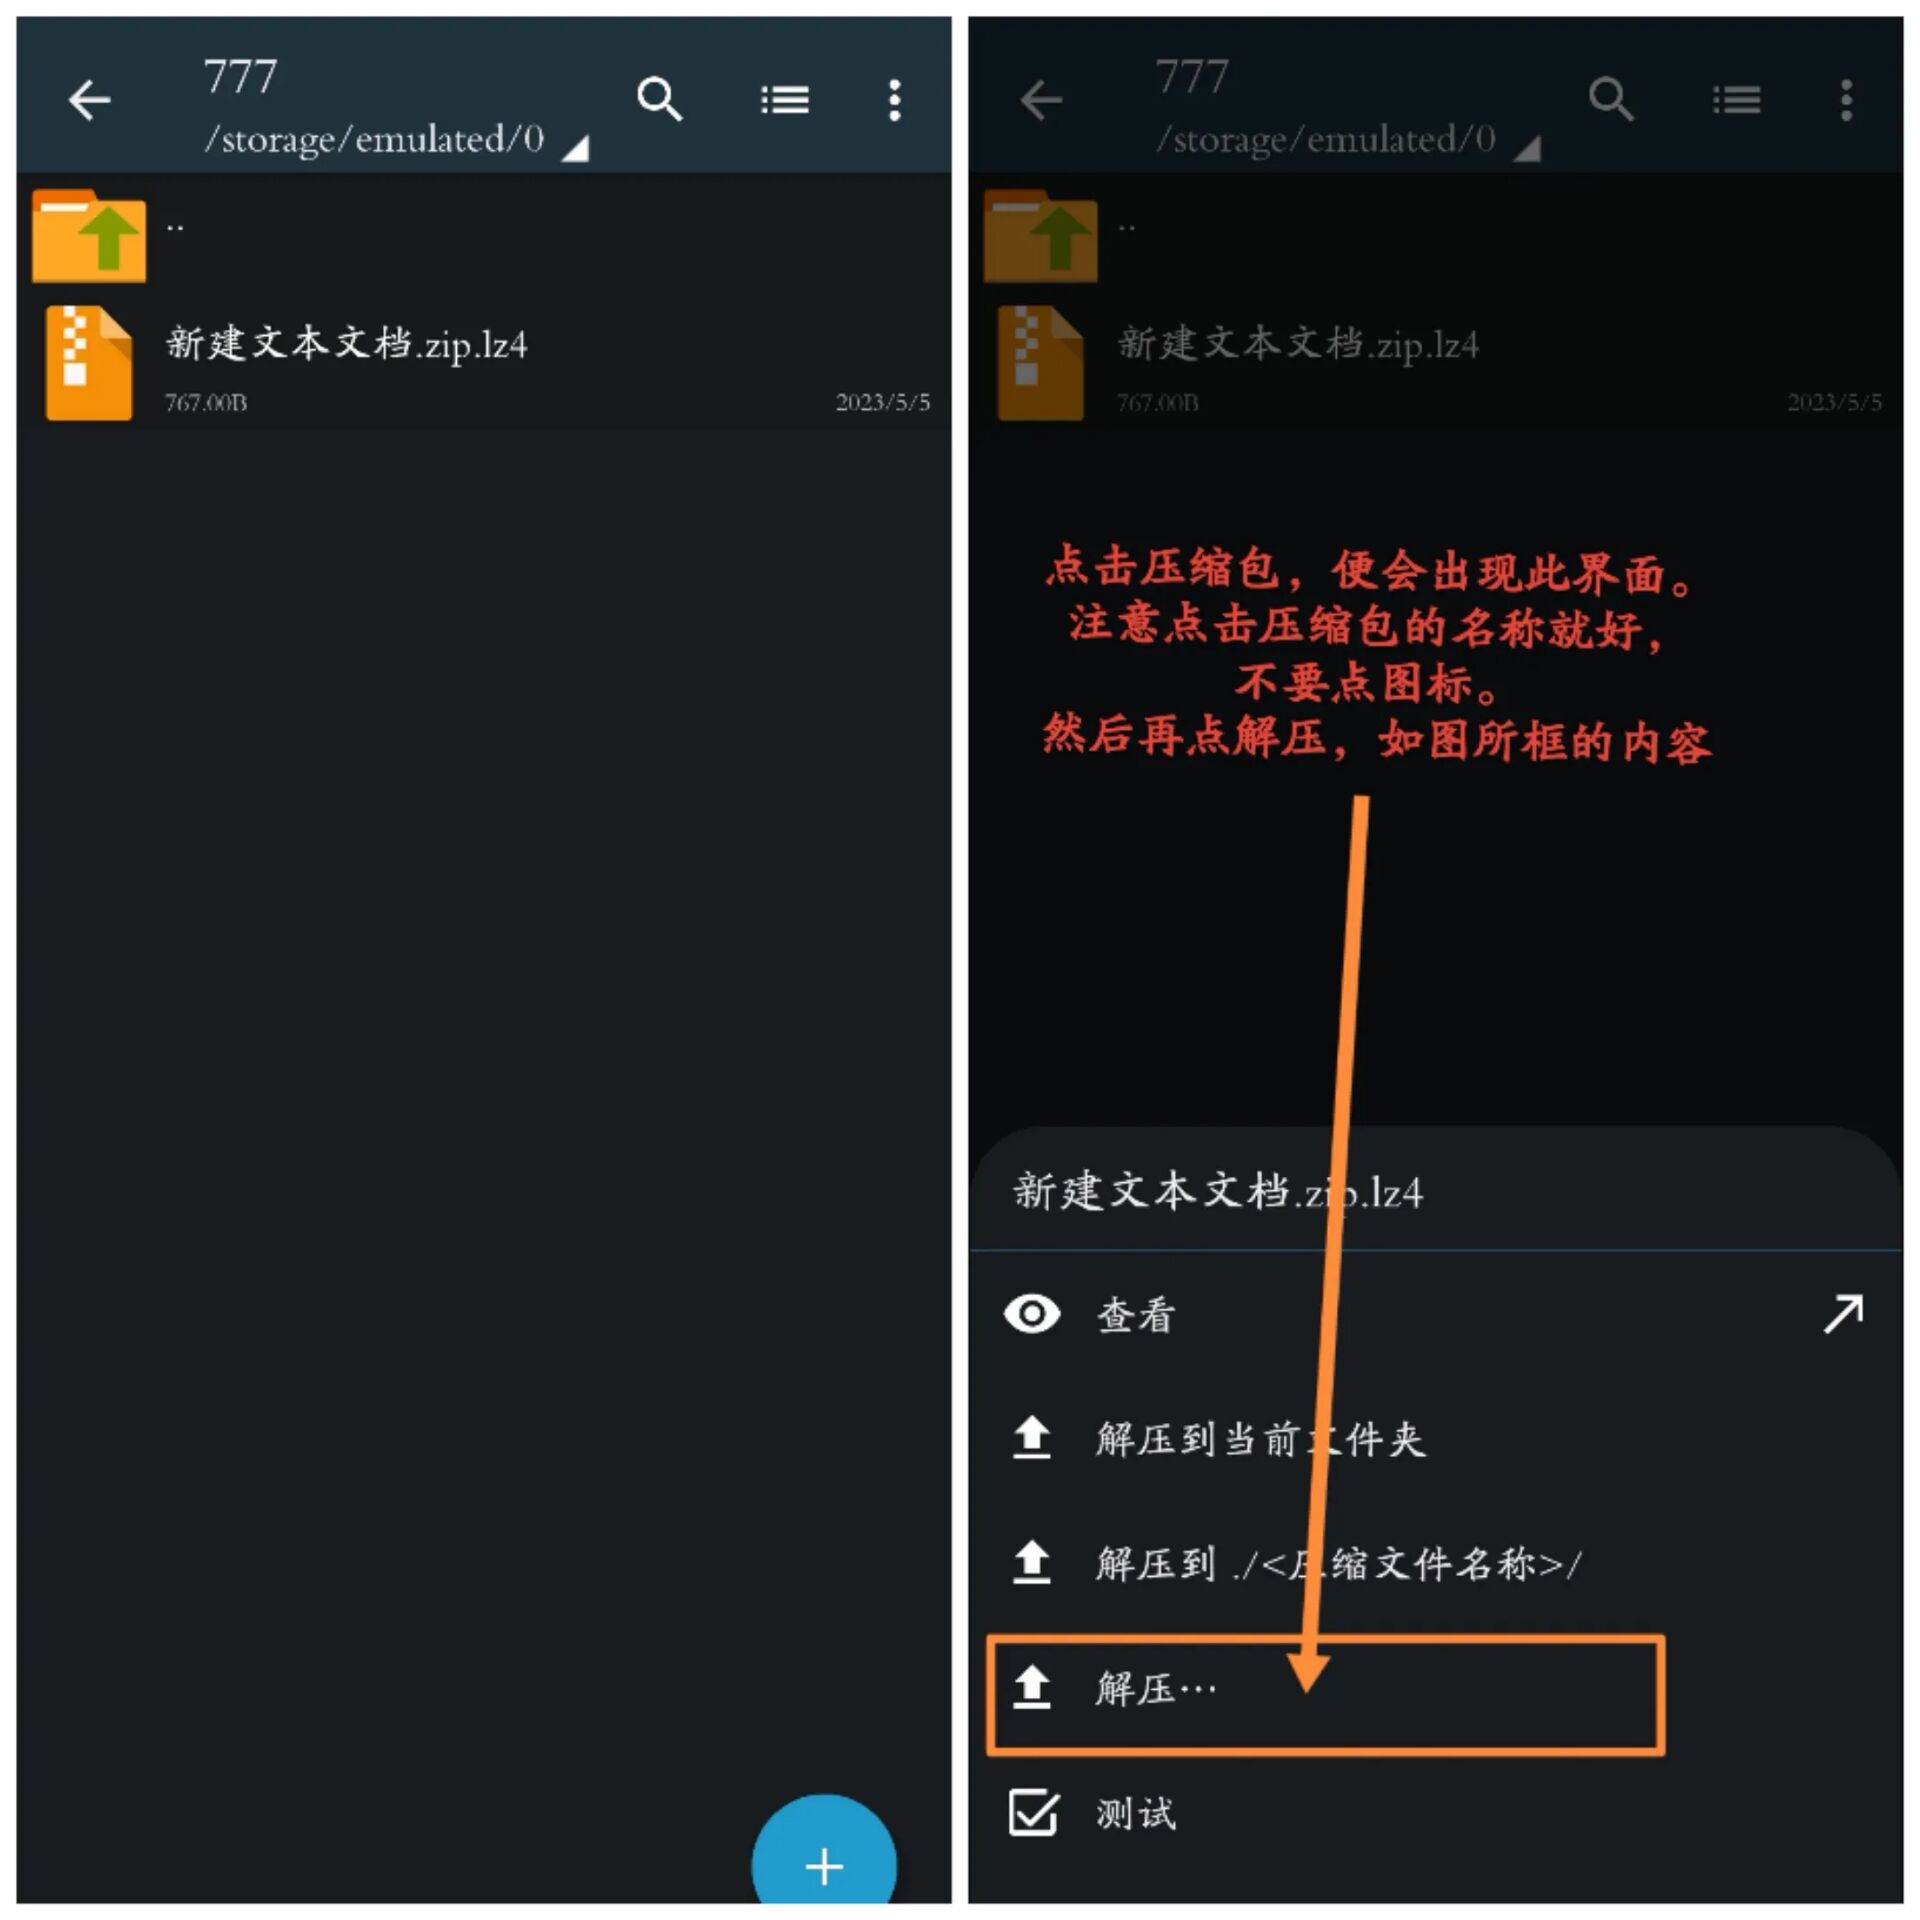 777
/storage/emulated/0
..
新建文本文档.zip.lz4
767.00B
2023/5/5
777
/storage/emulated/0
..
新建文本文档.zip.lz4
767.00B
2023/5/5
点击压缩包，便会出现此界面。
注意点击压缩包的名称就好，
不要点图标。
然后再点解压，如图所框的内容
新建文本文档.zip.lz4
查看
解压到当前文件夹
解压到 ./<压缩文件名称>/
解压…
测试